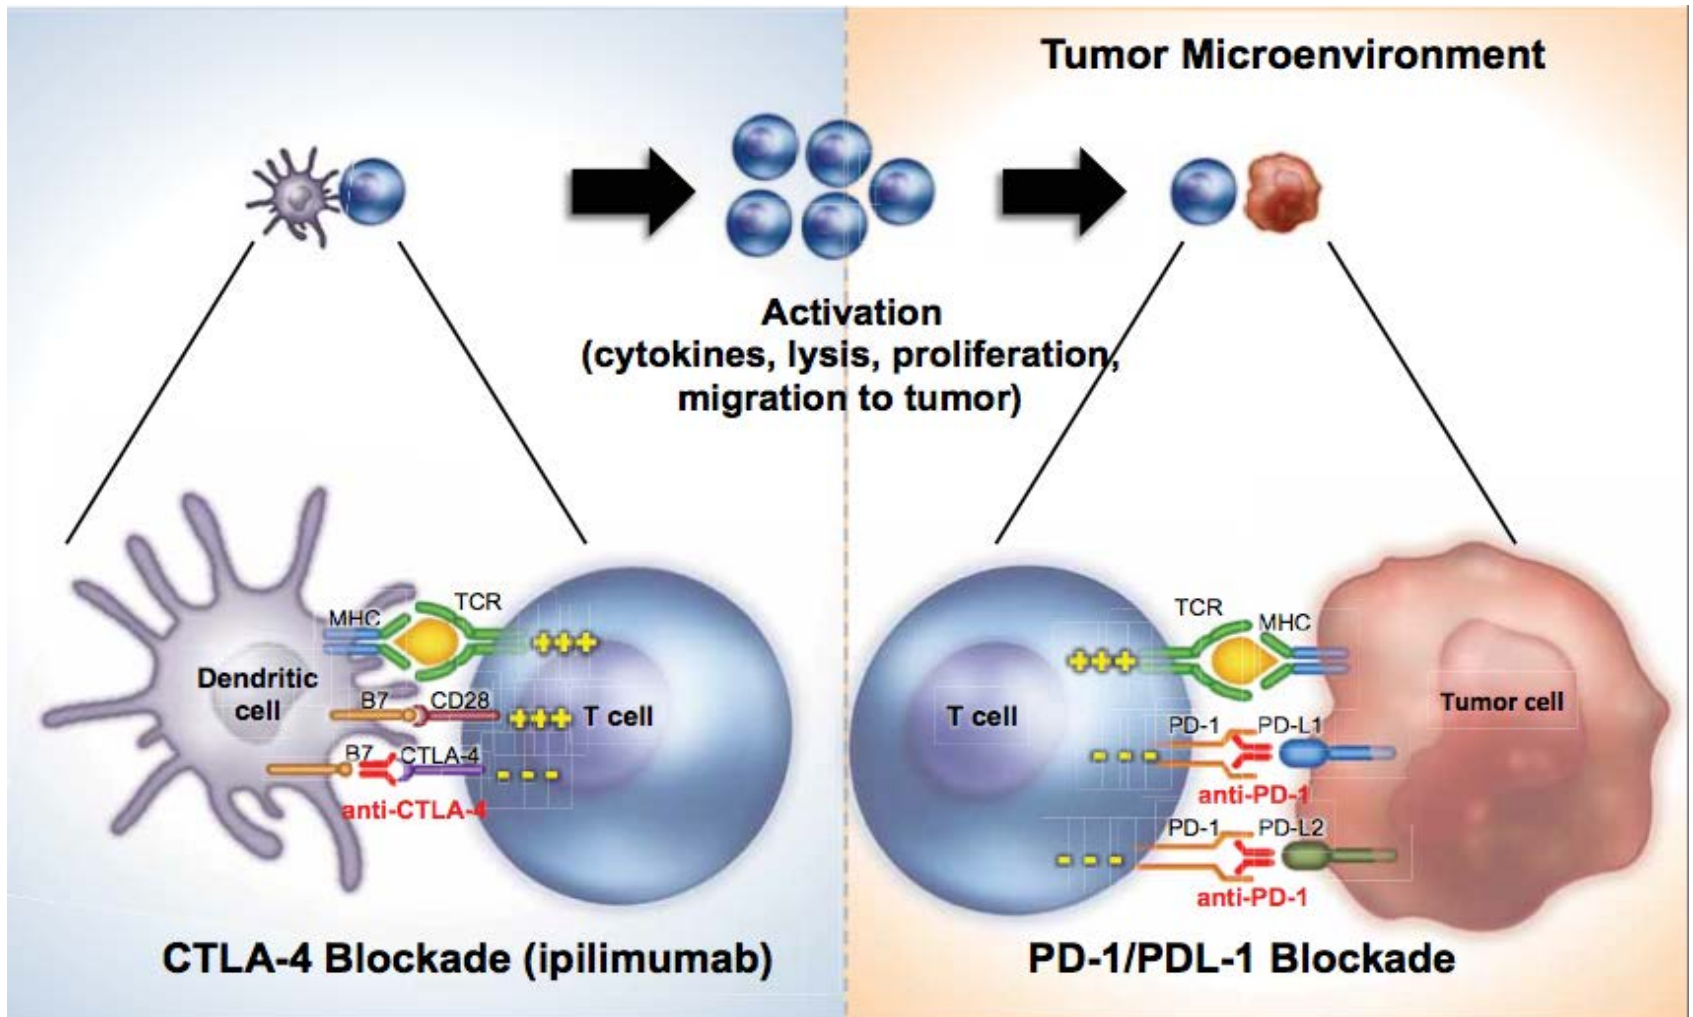 Tumor Microenvironment
Activation
(cytokines, lysis, proliferation,
migration to tumor)
MHC
TCR
+++
Dendritic
cell
B7
CD28
+++
T cell
B7
CTLA-4
- - -
anti-CTLA-4
TCR
MHC
+++
T cell
Tumor cell
PD-1
PD-L1
- - -
anti-PD-1
PD-1
PD-L2
- - -
anti-PD-1
CTLA-4 Blockade (ipilimumab)
PD-1/PDL-1 Blockade